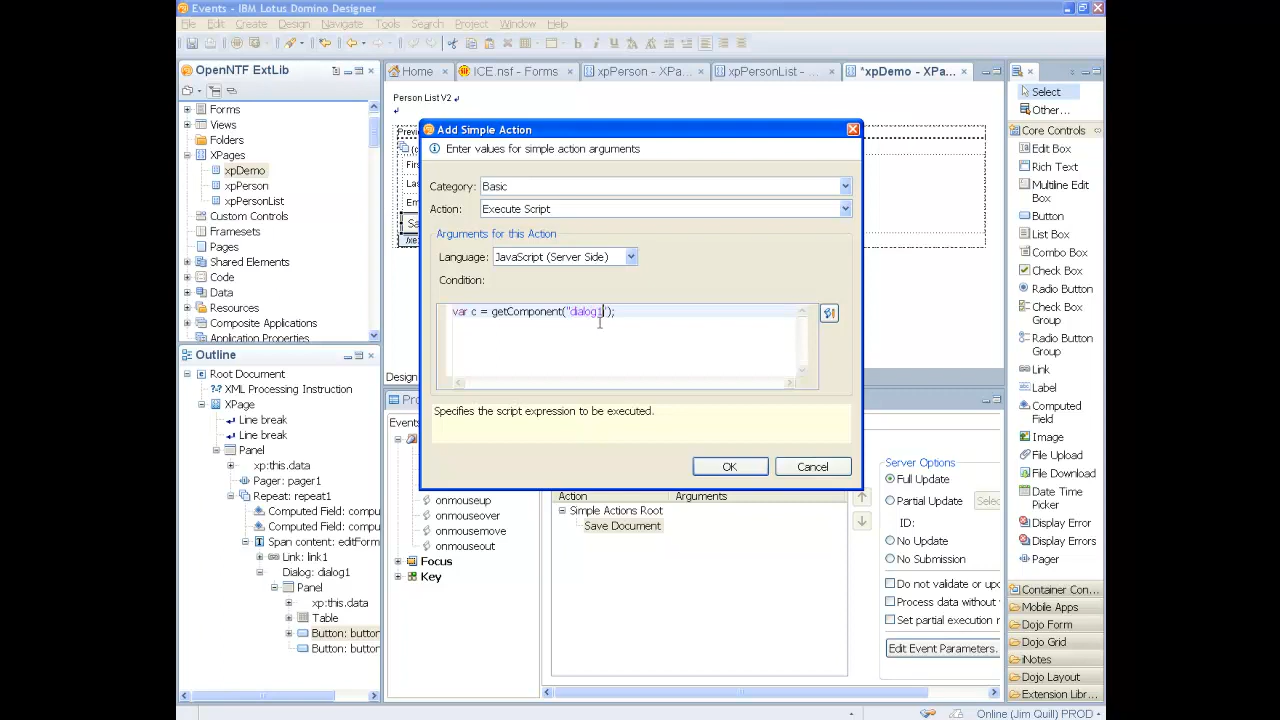 Events - IBM Lotus Domino Designer
File Edit Create Design Navigate Tools Search Project Window Help
OpenNTF ExtLib
Home
ICE.nsf - Forms
xpPerson - XPa...
xpPersonList - ...
*xpDemo - XPa...
Forms
Views
Folders
XPages
xpDemo
xpPerson
xpPersonList
Custom Controls
Framesets
Pages
Shared Elements
Code
Data
Resources
Composite Applications
Application Properties
Person List V2
Add Simple Action
Enter values for simple action arguments
Category: Basic
Action: Execute Script
Arguments for this Action
Language: JavaScript (Server Side)
Condition:
var c = getComponent("dialog1");
Specifies the script expression to be executed.
OK Cancel
Select
Other...
Core Controls
Edit Box
Rich Text
Multiline Edit
Box
Button
List Box
Combo Box
Check Box
Radio Button
Check Box
Group
Radio Button
Group
Link
Label
Computed
Field
Image
File Upload
File Download
Date Time
Picker
Display Error
Display Errors
Pager
Container Con...
Mobile Apps
Dojo Form
Dojo Grid
iNotes
Dojo Layout
Extension Libr...
Outline
Root Document
XML Processing Instruction
XPage
Line break
Line break
Panel
xp:this.data
Pager: pager1
Repeat: repeat1
Computed Field: compu
Computed Field: compu
Span content: editForm
Link: link1
Dialog: dialog1
Panel
xp:this.data
Table
Button: button
Button: button
Design
Events
onmouseup
onmouseover
onmousemove
onmouseout
Focus
Key
Action Arguments
Simple Actions Root
Save Document
Server Options
Full Update
Partial Update
ID:
No Update
No Submission
Do not validate or up
Process data without
Set partial execution
Edit Event Parameters.
Online (Jim Quill) PROD